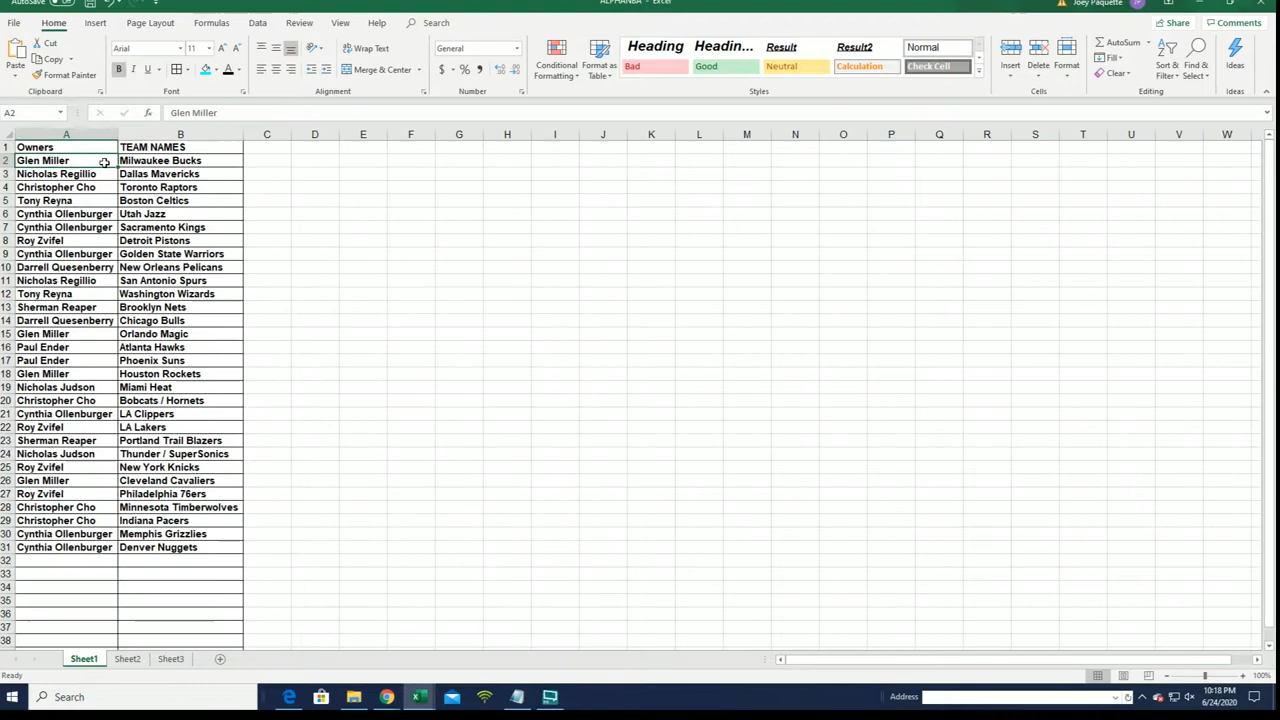 AutoSave Off
ALPHANBA - Excel
Joey Paquette
File Home Insert Page Layout Formulas Data Review View Help Search
Share Comments
Paste
Cut
Copy
Format Painter
Clipboard
Arial 11
B I U
Font
Wrap Text
Merge & Center
Alignment
General
$ % ,
Number
Conditional Formatting
Format as Table
Heading Headin... Result Result2 Normal
Bad Good Neutral Calculation Check Cell
Styles
Insert Delete Format
Cells
AutoSum
Fill
Clear
Sort & Filter
Find & Select
Editing
Ideas
Ideas
A2 fx Glen Miller
A B C D E F G H I J K L M N O P Q R S T U V W
1 Owners TEAM NAMES
2 Glen Miller Milwaukee Bucks
3 Nicholas Regillio Dallas Mavericks
4 Christopher Cho Toronto Raptors
5 Tony Reyna Boston Celtics
6 Cynthia Ollenburger Utah Jazz
7 Cynthia Ollenburger Sacramento Kings
8 Roy Zvifel Detroit Pistons
9 Cynthia Ollenburger Golden State Warriors
10 Darrell Quesenberry New Orleans Pelicans
11 Nicholas Regillio San Antonio Spurs
12 Tony Reyna Washington Wizards
13 Sherman Reaper Brooklyn Nets
14 Darrell Quesenberry Chicago Bulls
15 Glen Miller Orlando Magic
16 Paul Ender Atlanta Hawks
17 Paul Ender Phoenix Suns
18 Glen Miller Houston Rockets
19 Nicholas Judson Miami Heat
20 Christopher Cho Bobcats / Hornets
21 Cynthia Ollenburger LA Clippers
22 Roy Zvifel LA Lakers
23 Sherman Reaper Portland Trail Blazers
24 Nicholas Judson Thunder / SuperSonics
25 Roy Zvifel New York Knicks
26 Glen Miller Cleveland Cavaliers
27 Roy Zvifel Philadelphia 76ers
28 Christopher Cho Minnesota Timberwolves
29 Christopher Cho Indiana Pacers
30 Cynthia Ollenburger Memphis Grizzlies
31 Cynthia Ollenburger Denver Nuggets
32
33
34
35
36
37
38
Sheet1 Sheet2 Sheet3
Ready
100%
Search
Address
10:18 PM
6/24/2020